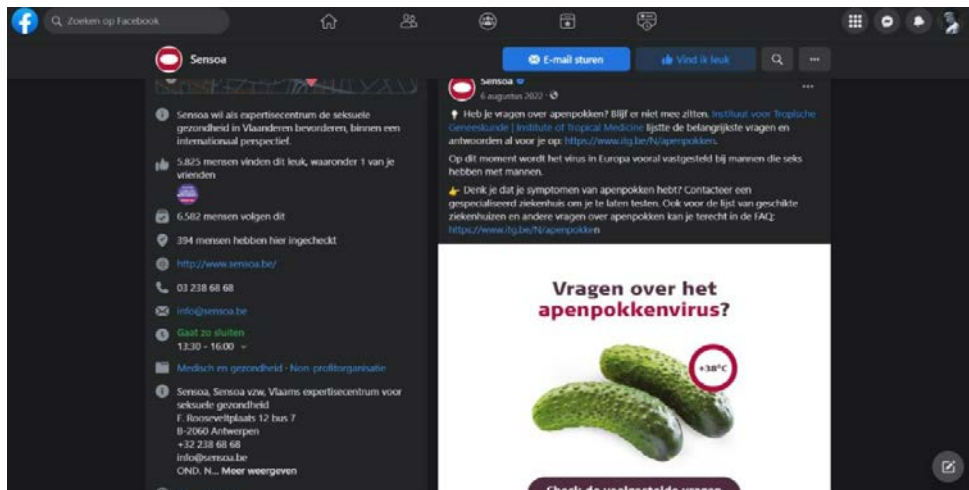 Zoeken op Facebook
Sensoa
E-mail sturen
Vind ik leuk
Sensoa wil als expertisecentrum de seksuele
gezondheid in Vlaanderen bevorderen, binnen een
internationaal perspectief.
5.825 mensen vinden dit leuk, waaronder 1 van je
vrienden
6.582 mensen volgen dit
394 mensen hebben hier ingecheckt
http://www.sensoa.be/
03 238 68 68
info@sensoa.be
Gaat zo sluiten
13:30 - 16:00
Medisch en gezondheid · Non-profitorganisatie
Sensoa, Sensoa vzw, Vlaams expertisecentrum voor
seksuele gezondheid
F. Rooseveltplaats 12 bus 7
B-2060 Antwerpen
+32 238 68 68
info@sensoa.be
OND. N... Meer weergeven
Sensoa
6 augustus 2022 ·
Heb je vragen over apenpokken? Blijf er niet mee zitten. Instituut voor Tropische
Geneeskunde | Institute of Tropical Medicine lijstte de belangrijkste vragen en
antwoorden al voor je op: https://www.itg.be/N/apenpokken.
Op dit moment wordt het virus in Europa vooral vastgesteld bij mannen die seks
hebben met mannen.
Denk je dat je symptomen van apenpokken hebt? Contacteer een
gespecialiseerd ziekenhuis om je te laten testen. Ook voor de lijst van geschikte
ziekenhuizen en andere vragen over apenpokken kan je terecht in de FAQ:
https://www.itg.be/N/apenpokken
Vragen over het
apenpokkenvirus?
+38°C
Check de veelgestelde vragen